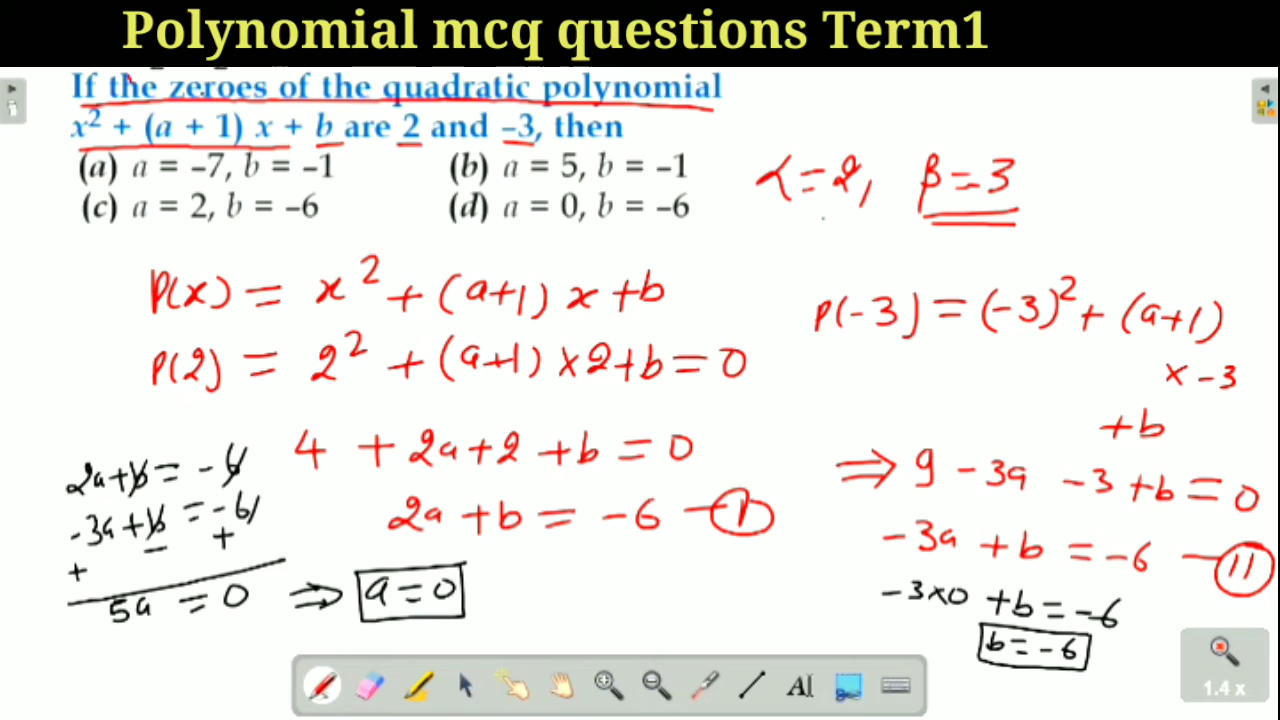 Polynomial mcq questions Term1
If the zeroes of the quadratic polynomial
x² + (a + 1) x + b are 2 and –3, then
(a) a = –7, b = –1
(b) a = 5, b = –1
(c) a = 2, b = –6
(d) a = 0, b = –6
α = 2, β = 3
P(x) = x² + (a+1) x + b
P(2) = 2² + (a+1) × 2 + b = 0
4 + 2a + 2 + b = 0
2a + b = -6 — I
P(-3) = (-3)² + (a+1)
× -3
+b
⇒ 9 - 3a - 3 + b = 0
-3a + b = -6 — II
2a + b = -6
-3a + b = -6
+ - +
5a = 0 ⇒ a = 0
-3×0 + b = -6
b = -6
AI
1.4 x